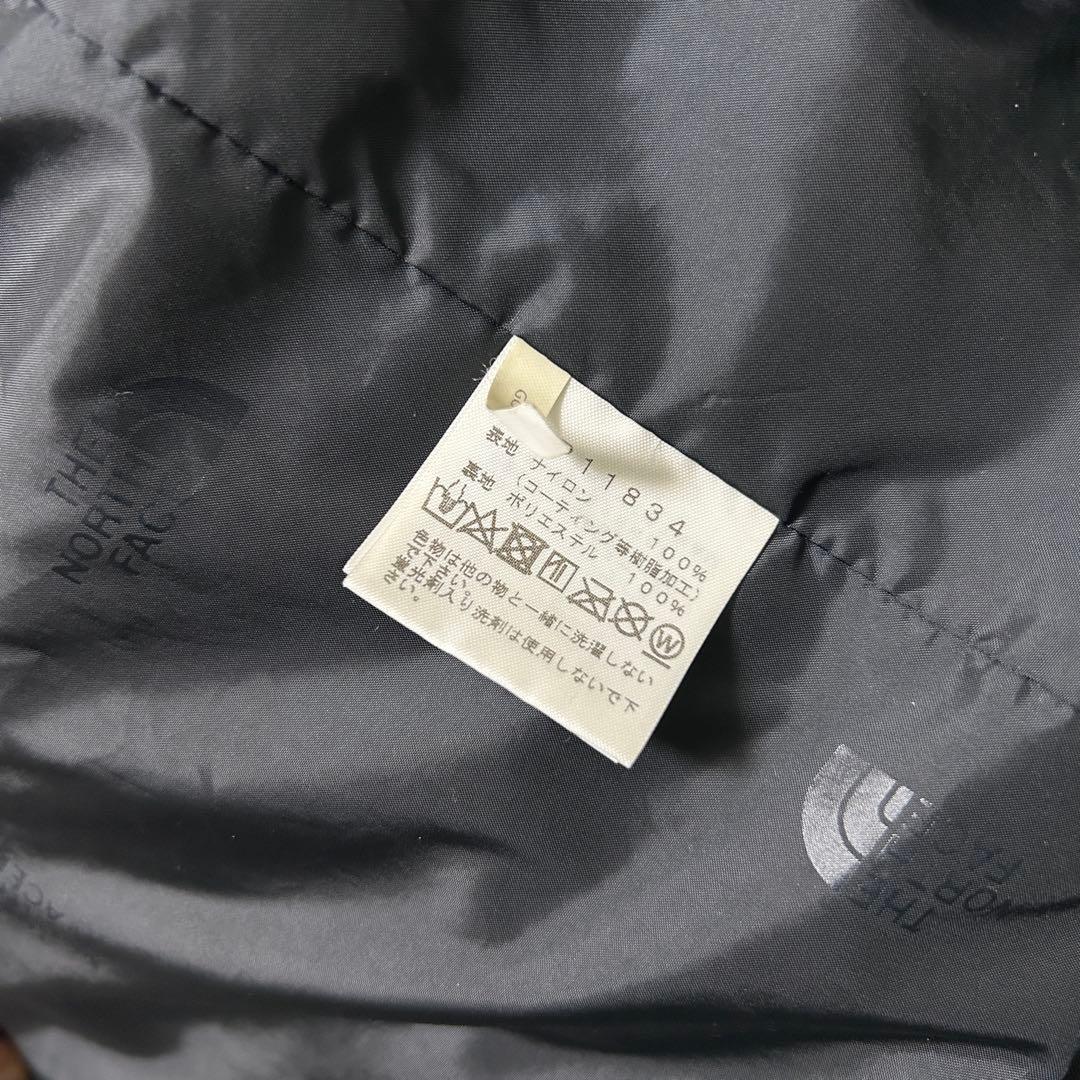 THE
NORTH
FACE
11834
表地 ナイロン 100%
(コーティング等樹脂加工)
裏地 ポリエステル 100%
W
色物は他の物と一緒に洗濯しない
で下さい。
蛍光剤入り洗剤は使用しないで下
さい。
THE